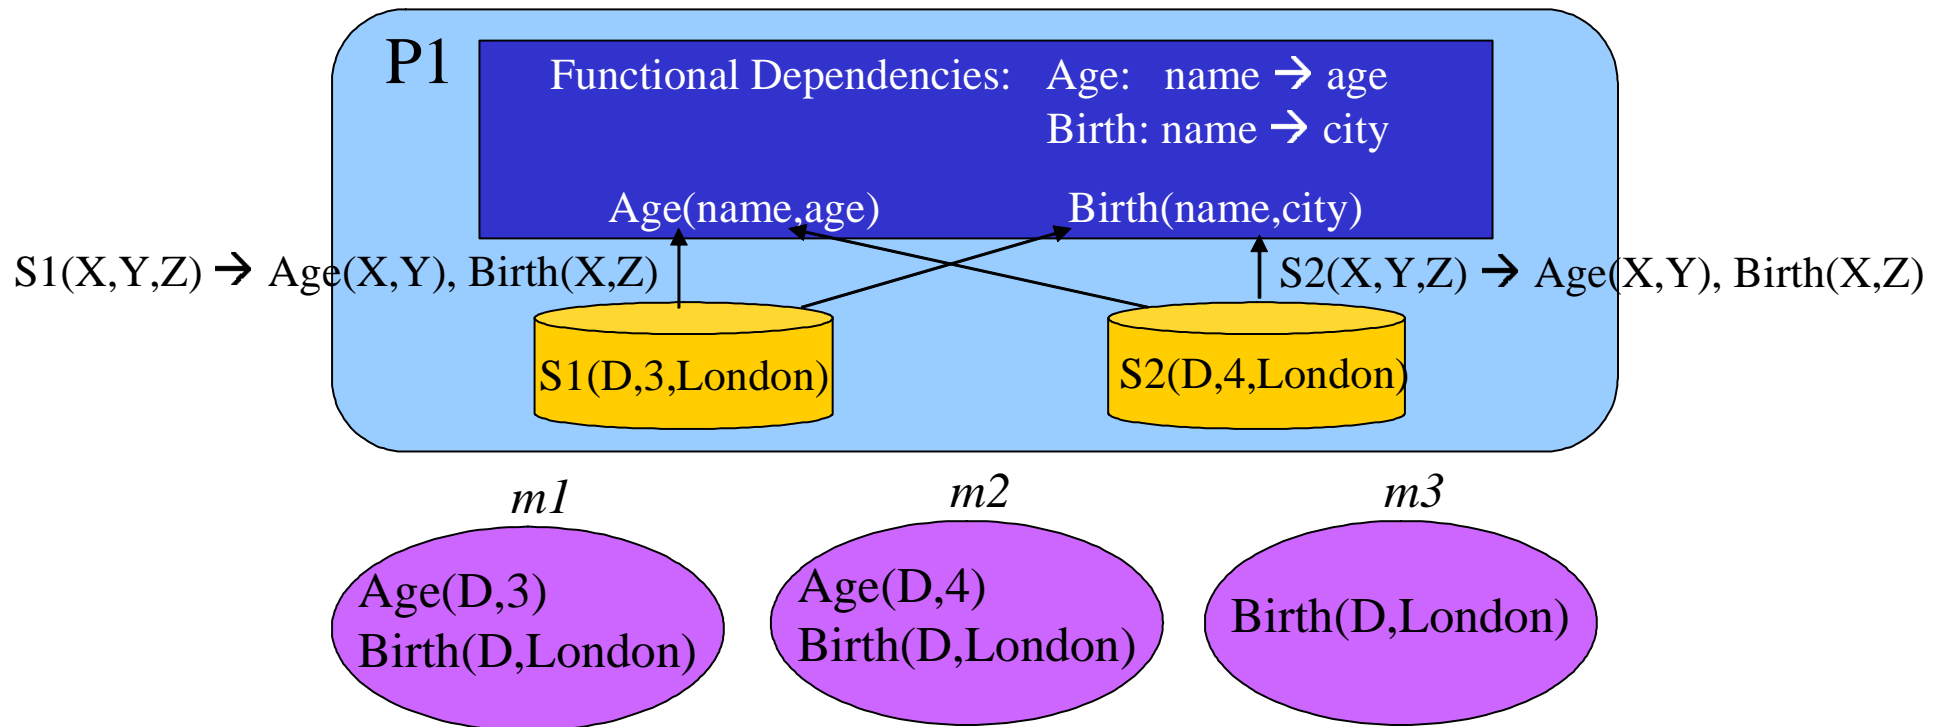 P1
Functional Dependencies: Age: name → age
Birth: name → city
Age(name,age) Birth(name,city)
S1(X,Y,Z) → Age(X,Y), Birth(X,Z) S2(X,Y,Z) → Age(X,Y), Birth(X,Z)
S1(D,3,London) S2(D,4,London)
m1 m2 m3
Age(D,3)
Birth(D,London)
Age(D,4)
Birth(D,London)
Birth(D,London)